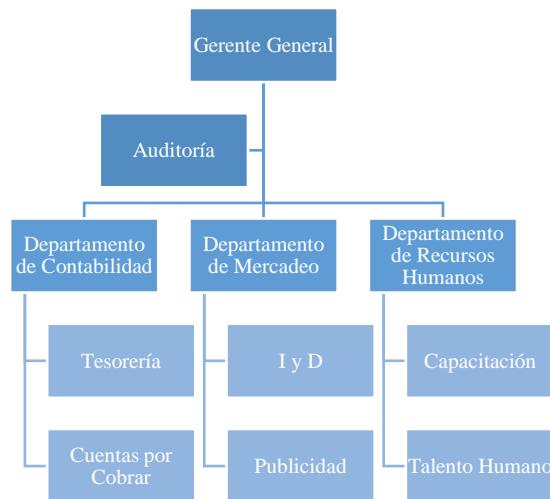 Gerente General
Auditoría
Departamento
de Contabilidad
Departamento
de Mercadeo
Departamento
de Recursos
Humanos
Tesorería
I y D
Capacitación
Cuentas por
Cobrar
Publicidad
Talento Humano